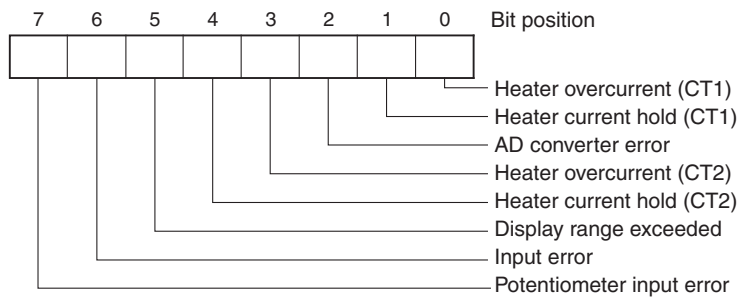 7 6 5 4 3 2 1 0 Bit position
Heater overcurrent (CT1)
Heater current hold (CT1)
AD converter error
Heater overcurrent (CT2)
Heater current hold (CT2)
Display range exceeded
Input error
Potentiometer input error